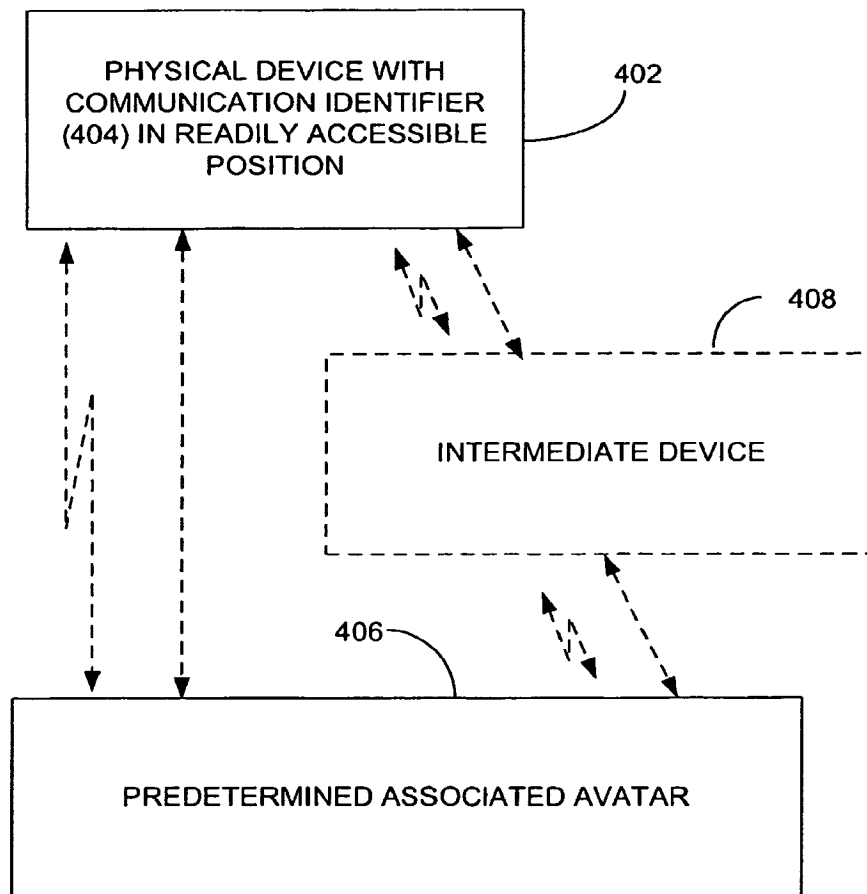 PHYSICAL DEVICE WITH
COMMUNICATION IDENTIFIER
(404) IN READILY ACCESSIBLE
POSITION
402
408
INTERMEDIATE DEVICE
406
PREDETERMINED ASSOCIATED AVATAR